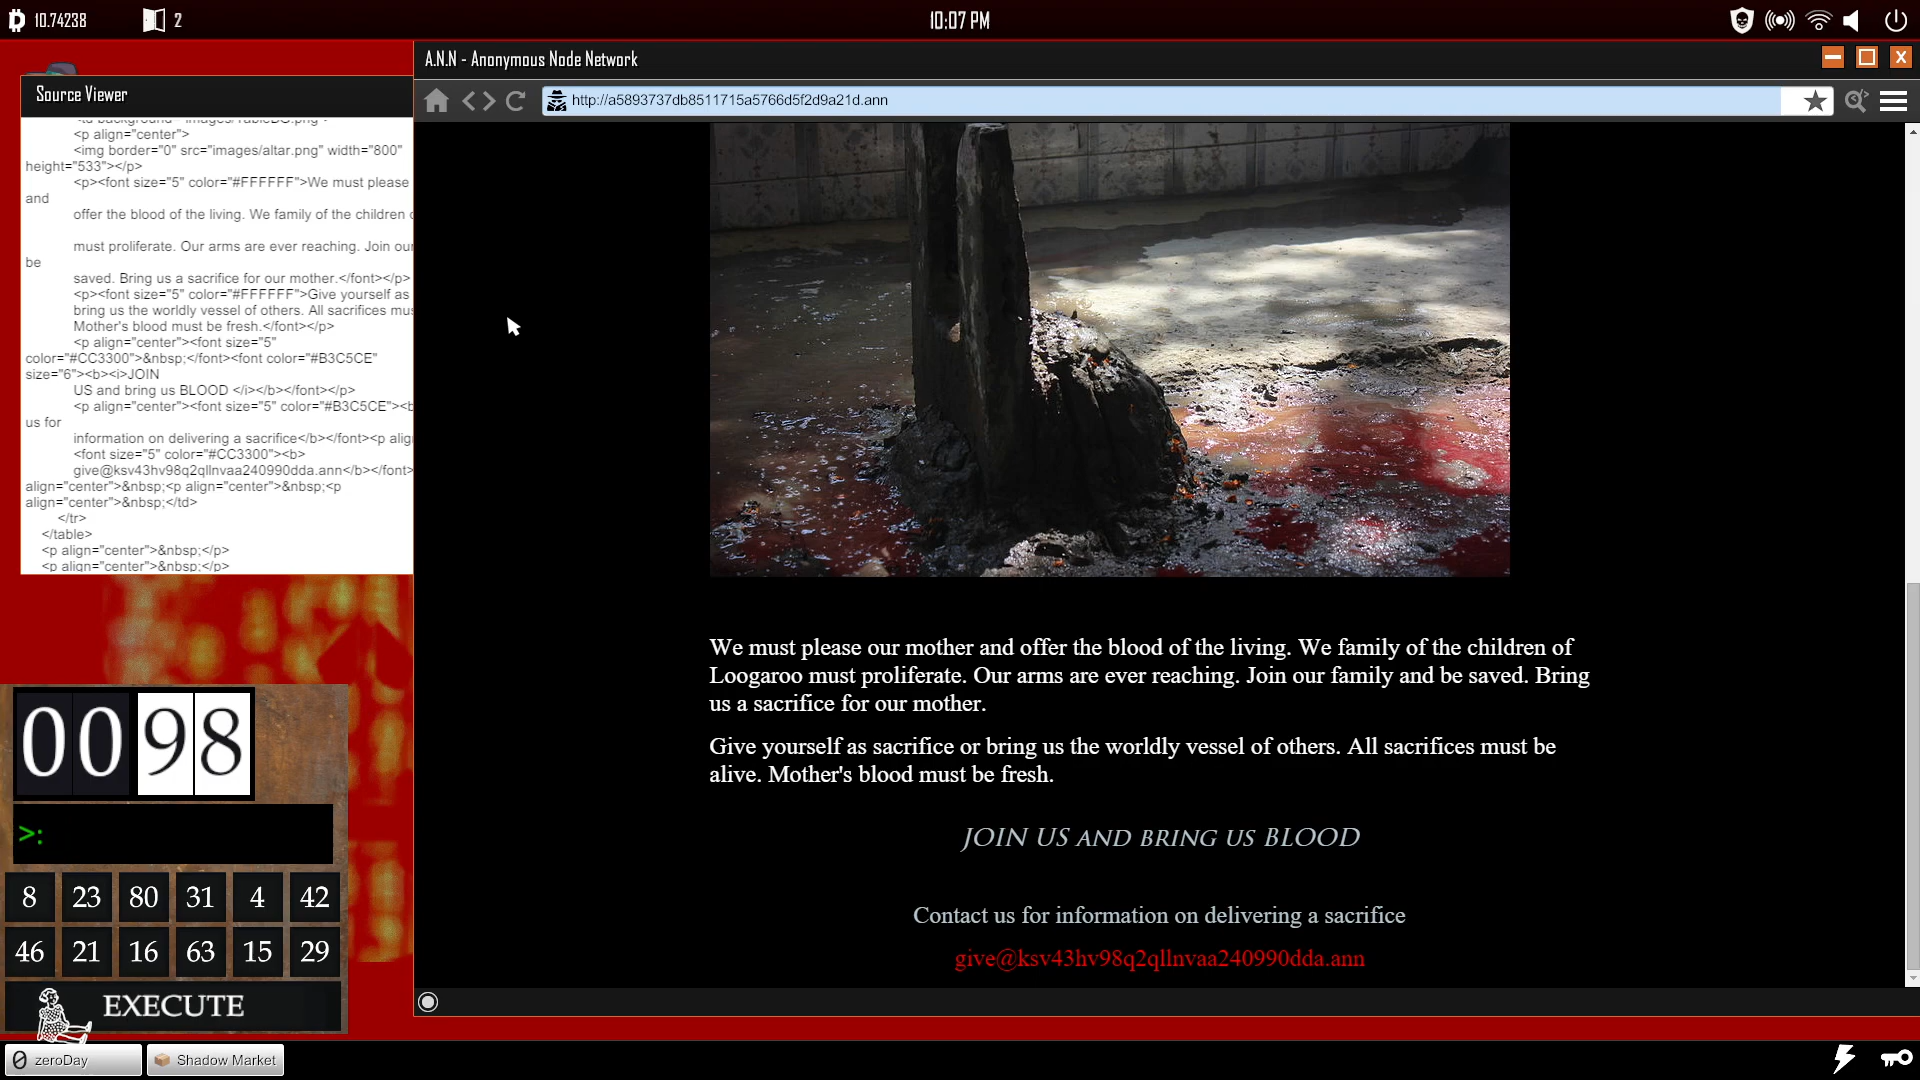 10.74238
2
10:07 PM
A.N.N - Anonymous Node Network
http://a5893737db8511715a5766d5f2d9a21d.ann
Source Viewer
<p align="center">
<img border="0" src="images/altar.png" width="800"
height="533"></p>
<p><font size="5" color="#FFFFFF">We must please
and
offer the blood of the living. We family of the children
must proliferate. Our arms are ever reaching. Join our
be
saved. Bring us a sacrifice for our mother.</font></p>
<p><font size="5" color="#FFFFFF">Give yourself as
bring us the worldly vessel of others. All sacrifices
Mother's blood must be fresh.</font></p>
<p align="center"><font size="5"
color="#CC3300">&nbsp;</font><font color="#B3C5CE"
size="6"><b><i>JOIN
US and bring us BLOOD </i></b></font></p>
<p align="center"><font size="5" color="#B3C5CE"><b
us for
information on delivering a sacrifice</b></font><p
<font size="5" color="#CC3300"><b>
give@ksv43hv98q2qllnvaa240990dda.ann</b></font>
align="center">&nbsp;<p align="center">&nbsp;<p
align="center">&nbsp;</td>
</tr>
</table>
<p align="center">&nbsp;</p>
<p align="center">&nbsp;</p>
We must please our mother and offer the blood of the living. We family of the children of
Loogaroo must proliferate. Our arms are ever reaching. Join our family and be saved. Bring
us a sacrifice for our mother.
Give yourself as sacrifice or bring us the worldly vessel of others. All sacrifices must be
alive. Mother's blood must be fresh.
JOIN US AND BRING US BLOOD
Contact us for information on delivering a sacrifice
give@ksv43hv98q2qllnvaa240990dda.ann
0098
>:
8 23 80 31 4 42
46 21 16 63 15 29
EXECUTE
zeroDay
Shadow Market